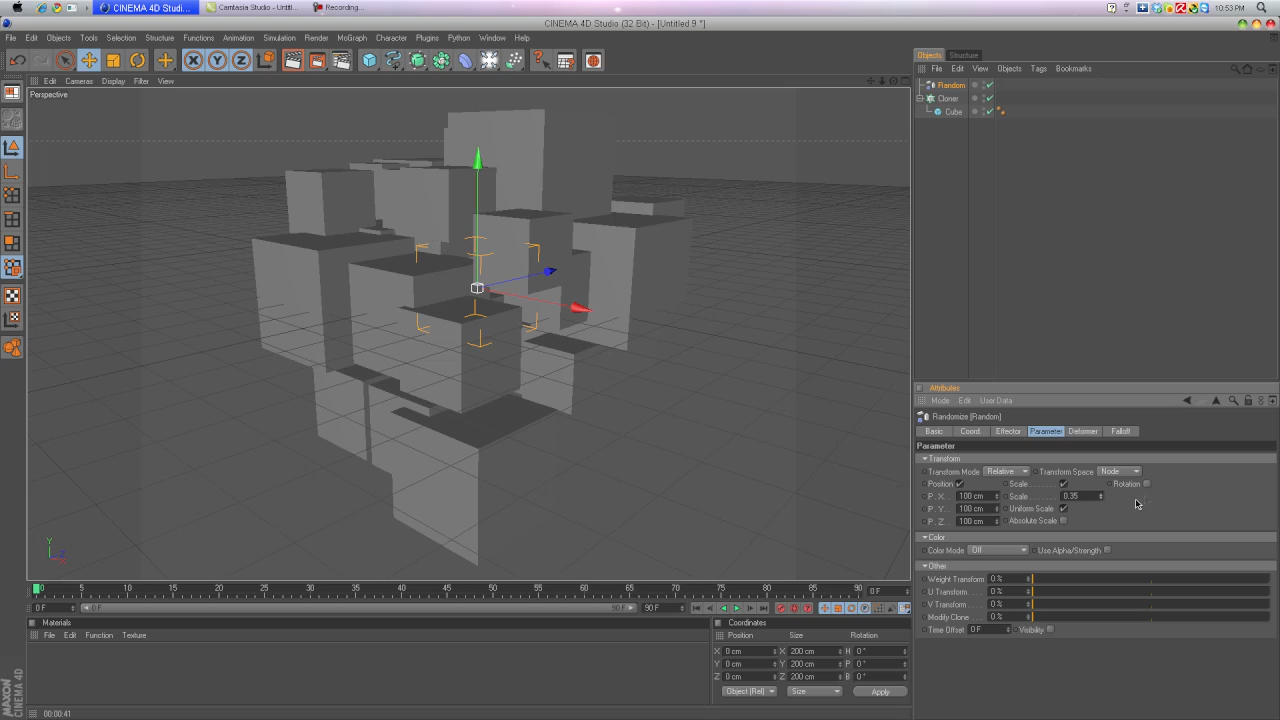 CINEMA 4D Studi...
Camtasia Studio - Untitl...
Recording...
10:53 PM
CINEMA 4D Studio (32 Bit) - [Untitled 9 *]
File Edit Objects Tools Selection Structure Functions Animation Simulation Render MoGraph Character Plugins Python Window Help
X Y Z
Edit Cameras Display Filter View
Perspective
Y
Z
Objects Structure
File Edit View Objects Tags Bookmarks
Random
Cloner
Cube
Attributes
Mode Edit User Data
Randomize [Random]
Basic Coord. Effector Parameter Deformer Falloff
Parameter
Transform
Transform Mode Relative Transform Space Node
Position Scale . . . . . . . Rotation
P . X . . 100 cm Scale . . . . . . . 0.35
P . Y . . 100 cm Uniform Scale
P . Z . . 100 cm Absolute Scale
Color
Color Mode Off Use Alpha/Strength
Other
Weight Transform 0 %
U Transform . . . . 0 %
V Transform . . . . 0 %
Modify Clone . . . 0 %
Time Offset 0 F Visibility
0 5 10 15 20 25 30 35 40 45 50 55 60 65 70 75 80 85 90 0 F
0 F 0 F 90 F 90 F
Materials
File Edit Function Texture
Coordinates
Position Size Rotation
X 0 cm X 200 cm H 0 °
Y 0 cm Y 200 cm P 0 °
Z 0 cm Z 200 cm B 0 °
Object (Rel) Size Apply
MAXON
CINEMA 4D
00:00:41